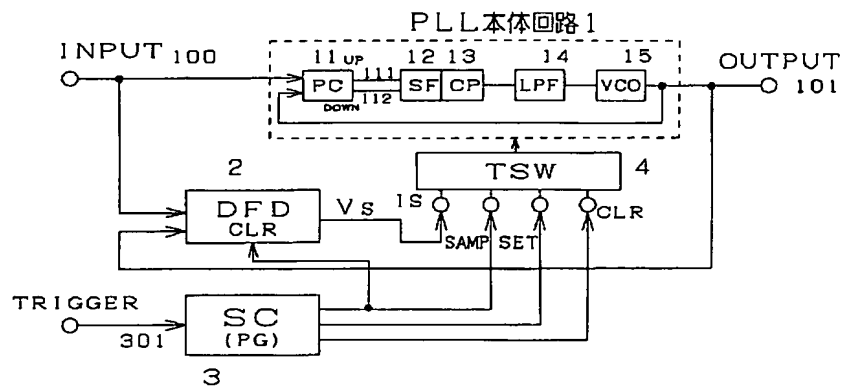 PLL本体回路1
INPUT 100
11 UP 12 13 14 15
OUTPUT
101
PC 111 SF CP LPF VCO
112
DOWN
TSW 4
2
DFD
CLR
VS
IS
CLR
SAMP SET
TRIGGER
301
SC
(PG)
3